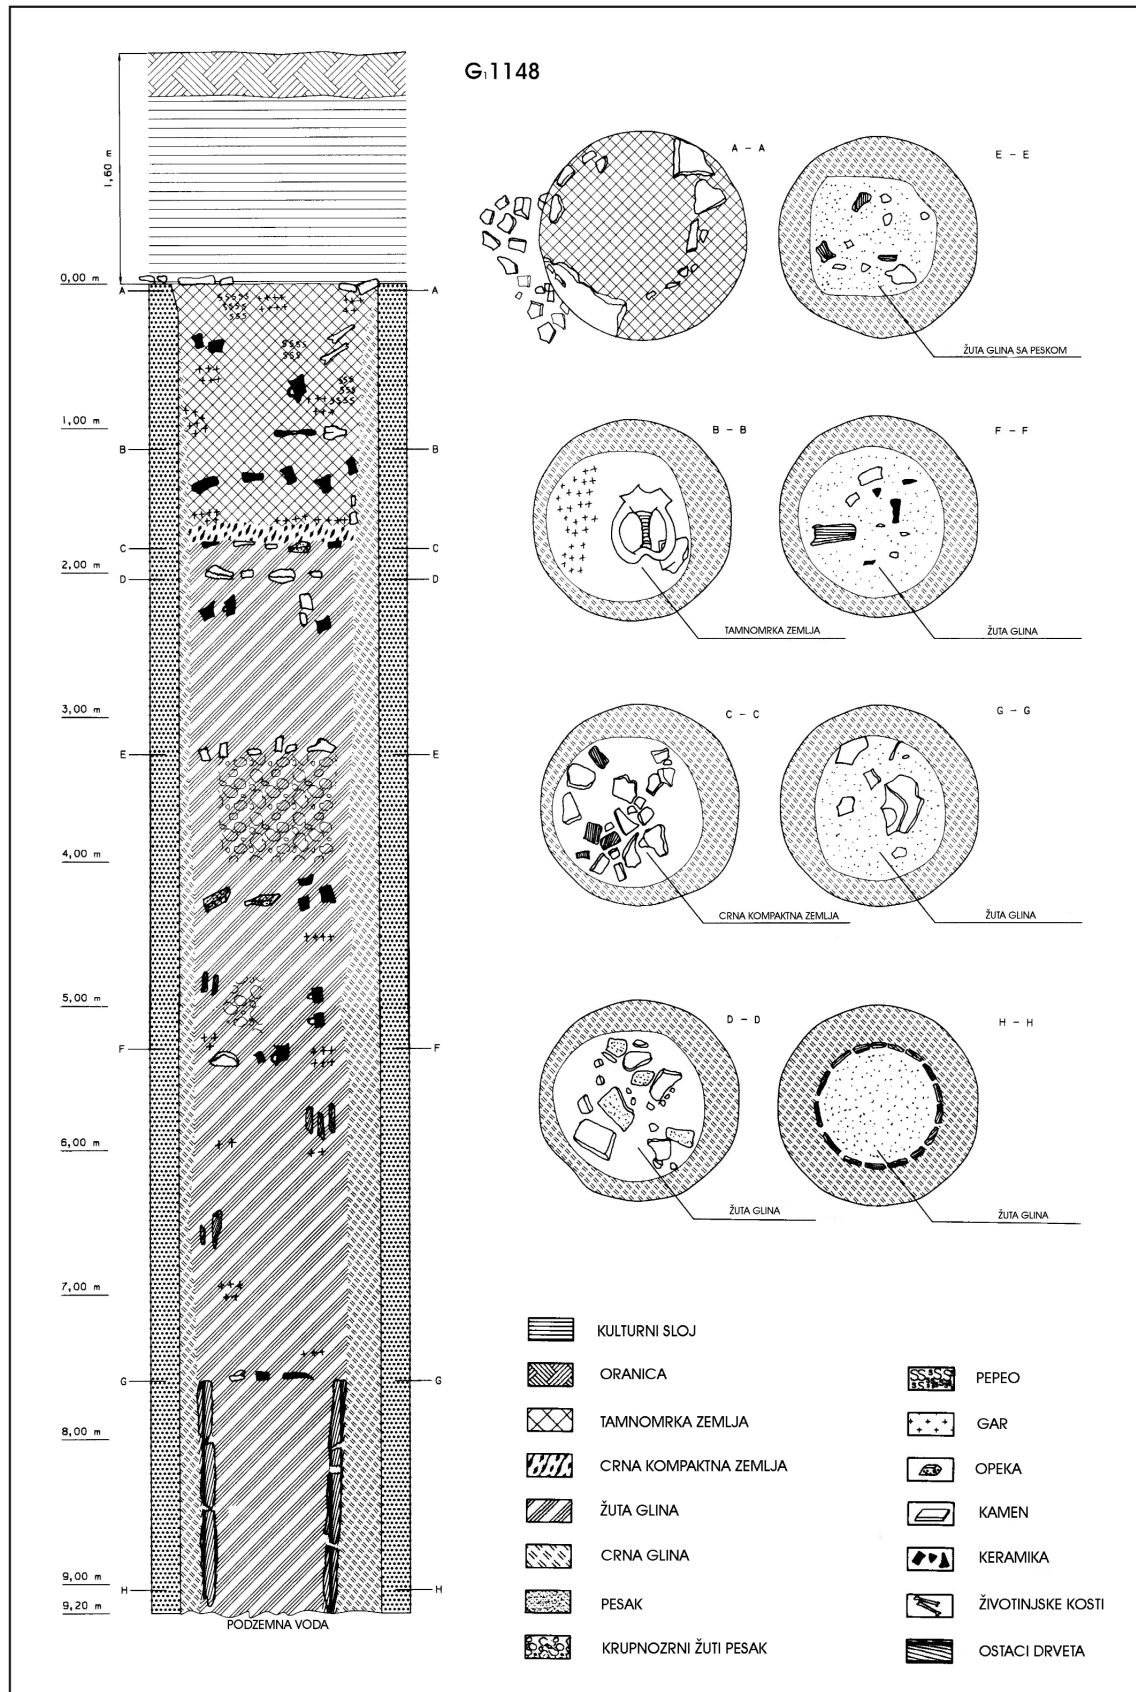 G₁1148
1,60 m
0,00 m
A
A
1,00 m
B
B
C
C
2,00 m
D
D
3,00 m
E
E
4,00 m
5,00 m
F
F
6,00 m
7,00 m
G
G
8,00 m
9,00 m
H
H
9,20 m
PODZEMNA VODA
A - A
E - E
ŽUTA GLINA SA PESKOM
B - B
F - F
TAMNOMRKA ZEMLJA
ŽUTA GLINA
C - C
G - G
CRNA KOMPAKTNA ZEMLJA
ŽUTA GLINA
D - D
H - H
ŽUTA GLINA
ŽUTA GLINA
KULTURNI SLOJ
ORANICA
TAMNOMRKA ZEMLJA
CRNA KOMPAKTNA ZEMLJA
ŽUTA GLINA
CRNA GLINA
PESAK
KRUPNOZRNI ŽUTI PESAK
PEPEO
GAR
OPEKA
KAMEN
KERAMIKA
ŽIVOTINJSKE KOSTI
OSTACI DRVETA